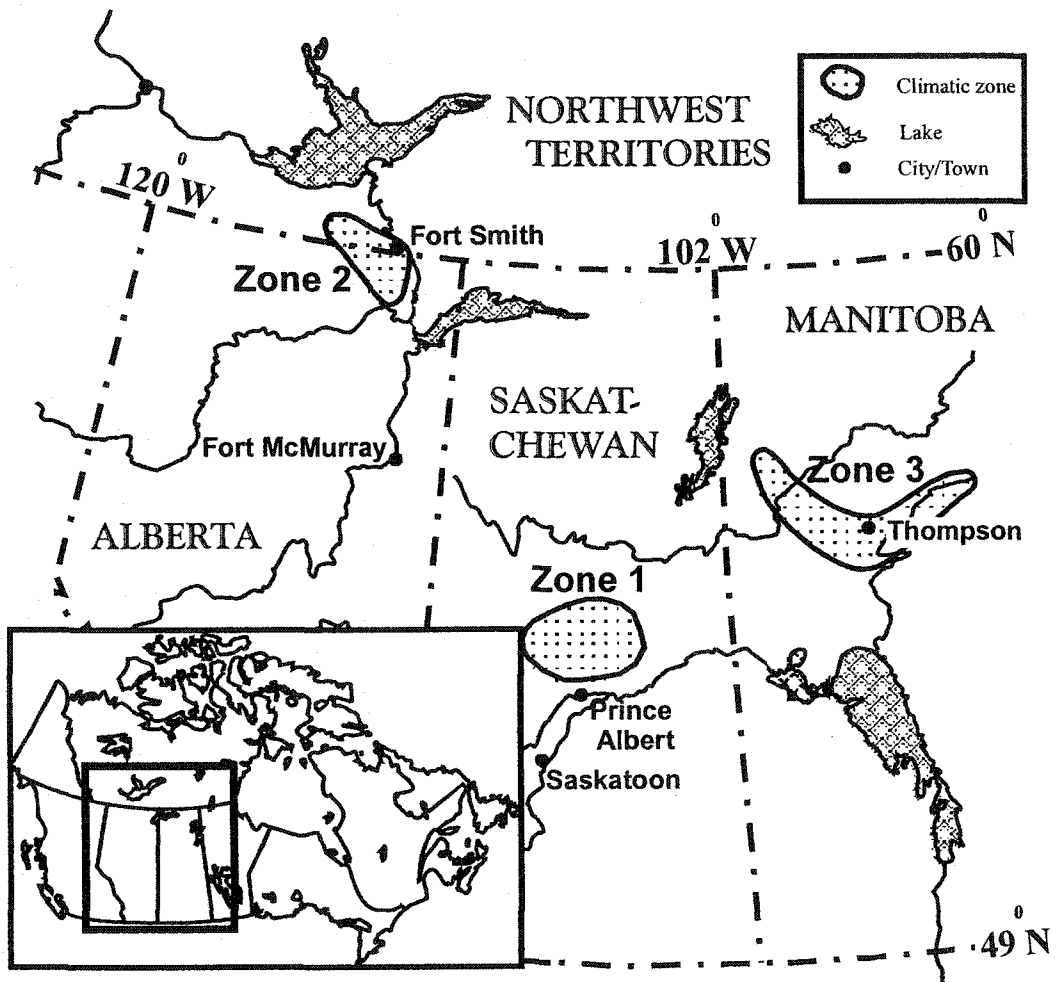 NORTHWEST
TERRITORIES
Climatic zone
Lake
City/Town
120 0 W
Fort Smith
Zone 2
102 0 W
60 0 N
MANITOBA
SASKAT-
CHEWAN
Fort McMurray
Zone 3
Thompson
ALBERTA
Zone 1
Prince
Albert
Saskatoon
49 0 N